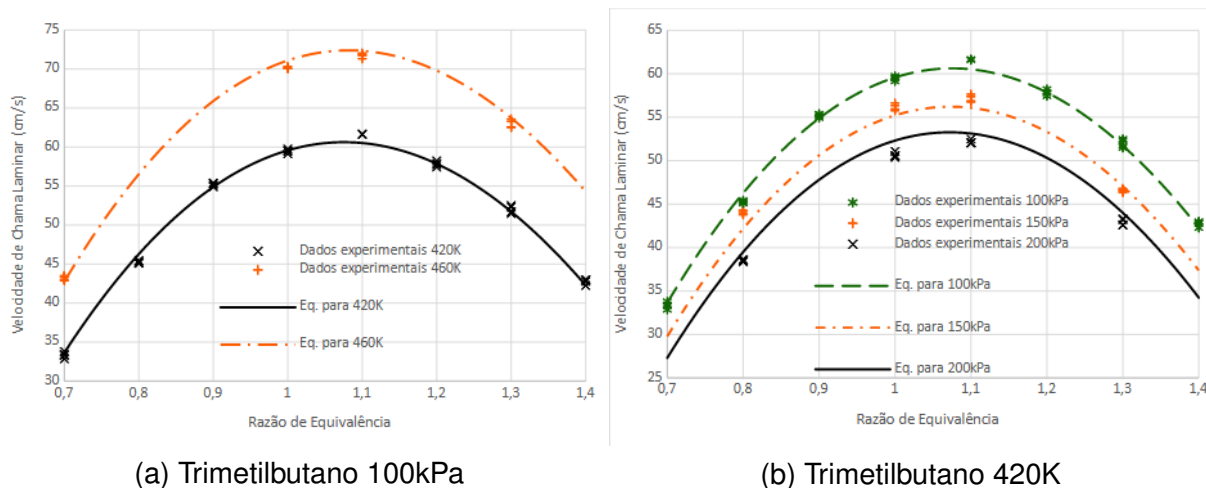 Velocidade de Chama Laminar (cm/s)
75
70
65
60
55
50
45
40
35
30
Dados experimentais 420K
Dados experimentais 460K
Eq. para 420K
Eq. para 460K
0,7 0,8 0,9 1 1,1 1,2 1,3 1,4
Razão de Equivalência
(a) Trimetilbutano 100kPa
Velocidade de Chama Laminar (cm/s)
65
60
55
50
45
40
35
30
25
Dados experimentais 100kPa
Dados experimentais 150kPa
Dados experimentais 200kPa
Eq. para 100kPa
Eq. para 150kPa
Eq. para 200kPa
0,7 0,8 0,9 1 1,1 1,2 1,3 1,4
Razão de Equivalência
(b) Trimetilbutano 420K